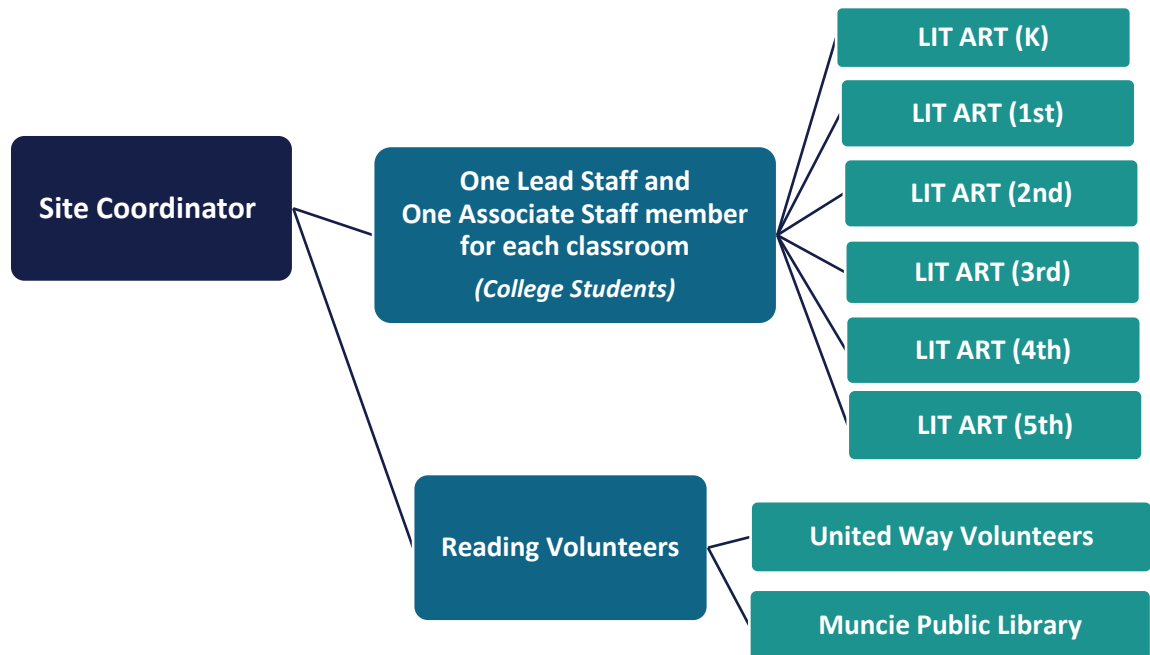 Site Coordinator
One Lead Staff and
One Associate Staff member
for each classroom
(College Students)
LIT ART (K)
LIT ART (1st)
LIT ART (2nd)
LIT ART (3rd)
LIT ART (4th)
LIT ART (5th)
Reading Volunteers
United Way Volunteers
Muncie Public Library